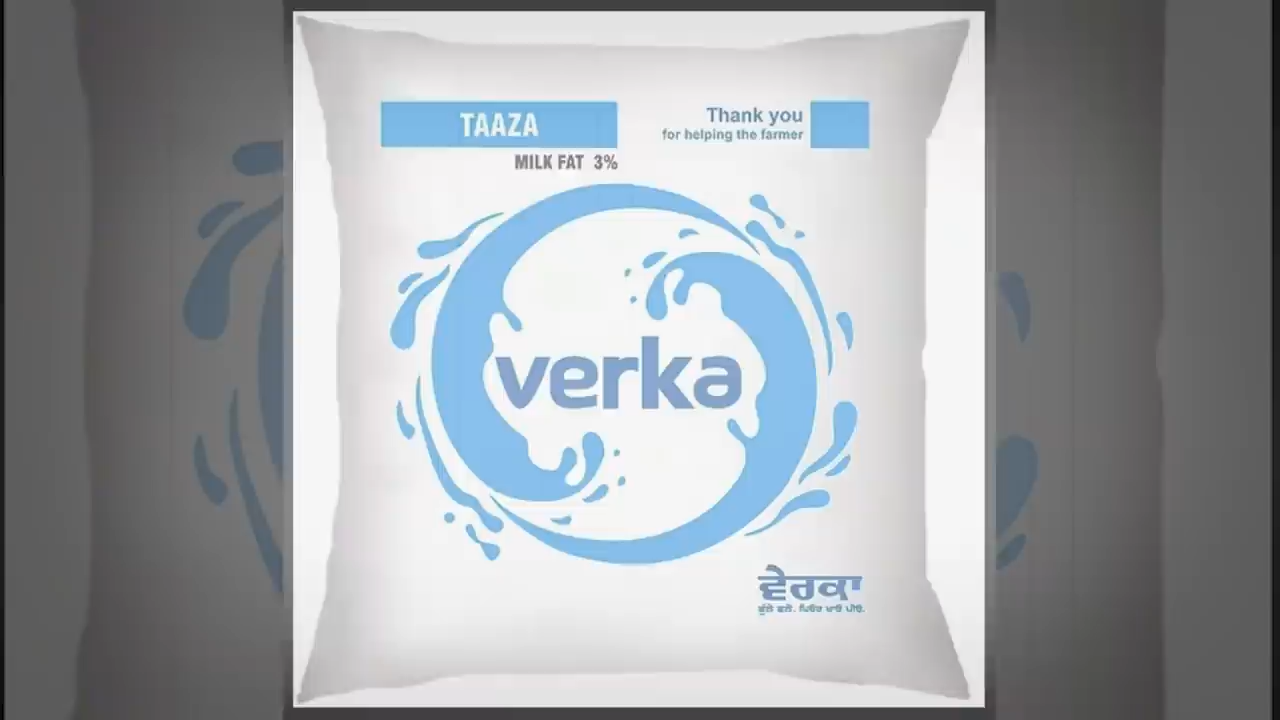 TAAZA
MILK FAT 3%
Thank you
for helping the farmer
verka
ਵੇਰਕਾ